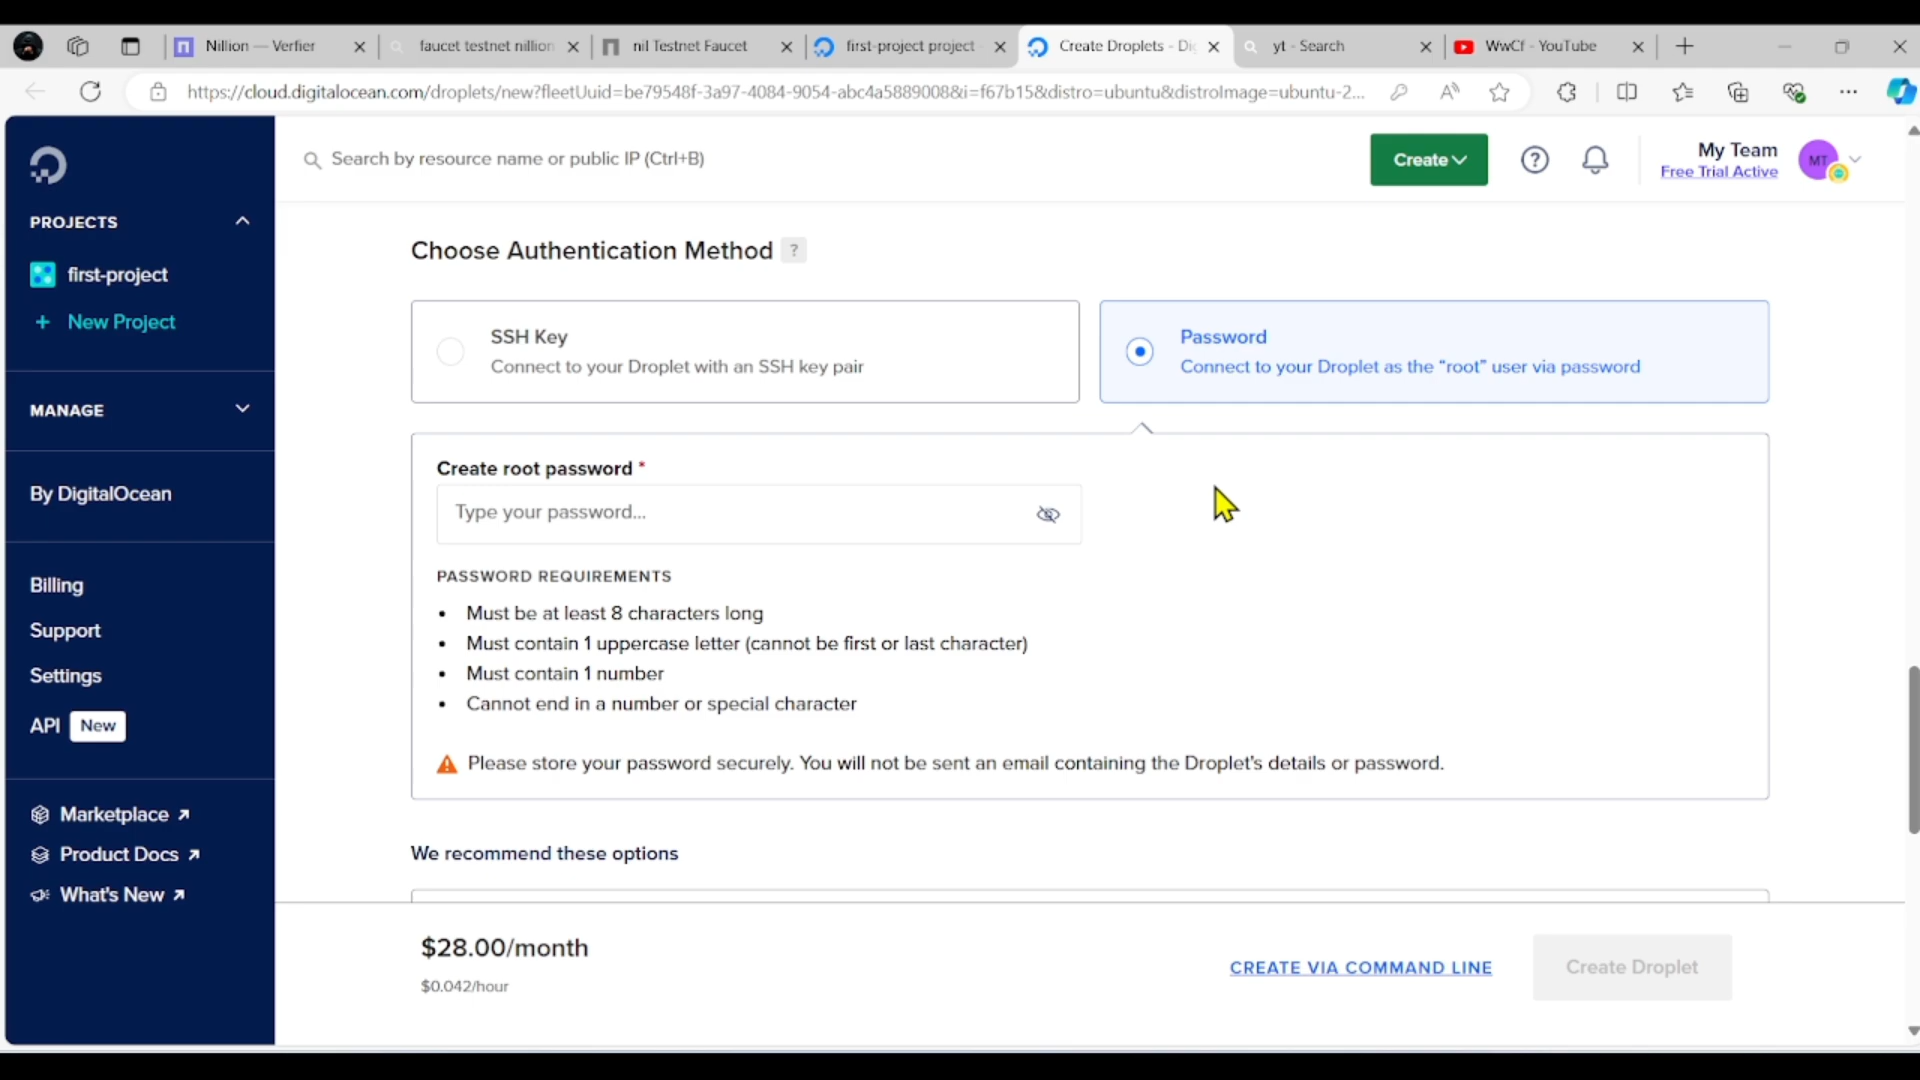 Nillion — Verfier
faucet testnet nillion
nil Testnet Faucet
first-project project
Create Droplets - Di
yt - Search
WwCf - YouTube
https://cloud.digitalocean.com/droplets/new?fleetUuid=be79548f-3a97-4084-9054-abc4a5889008&i=f67b15&distro=ubuntu&distroImage=ubuntu-2...
Search by resource name or public IP (Ctrl+B)
Create
?
My Team
Free Trial Active
MT
PROJECTS
first-project
+ New Project
MANAGE
By DigitalOcean
Billing
Support
Settings
API New
Marketplace
Product Docs
What's New
Choose Authentication Method ?
SSH Key
Connect to your Droplet with an SSH key pair
Password
Connect to your Droplet as the “root” user via password
Create root password *
Type your password...
PASSWORD REQUIREMENTS
• Must be at least 8 characters long
• Must contain 1 uppercase letter (cannot be first or last character)
• Must contain 1 number
• Cannot end in a number or special character
Please store your password securely. You will not be sent an email containing the Droplet's details or password.
We recommend these options
$28.00/month
$0.042/hour
CREATE VIA COMMAND LINE
Create Droplet